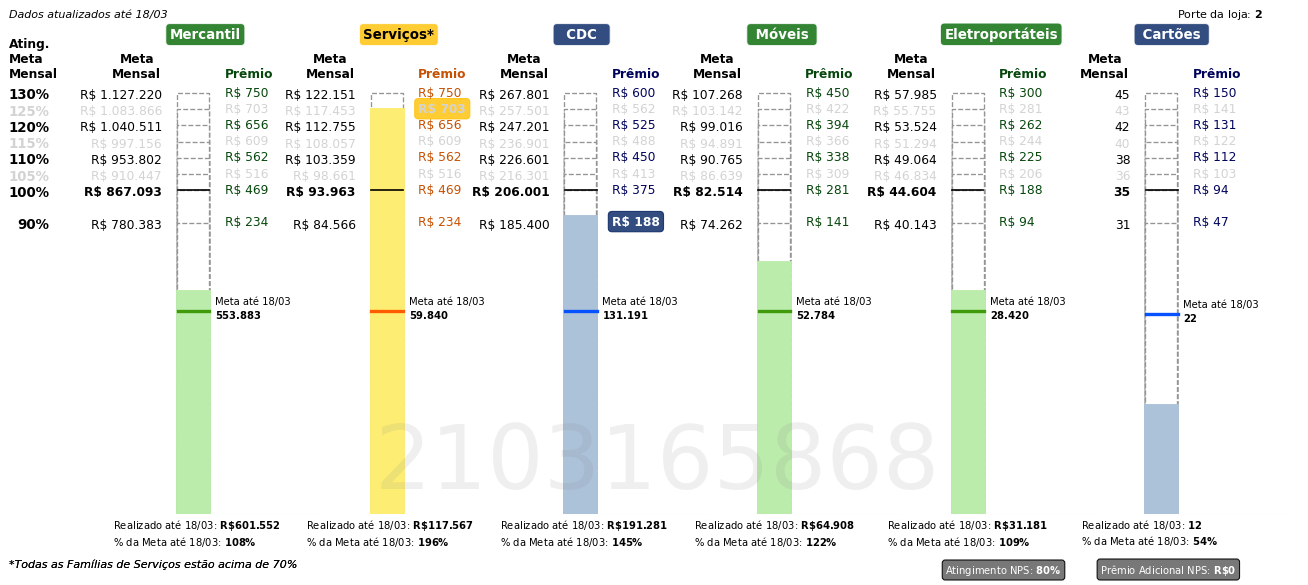 Dados atualizados até 18/03
Porte da loja: 2
Mercantil Serviços* CDC Móveis Eletroportáteis Cartões
Ating. Meta Mensal
Meta Mensal Prêmio Meta Mensal Prêmio Meta Mensal Prêmio Meta Mensal Prêmio Meta Mensal Prêmio Meta Mensal Prêmio
130% R$ 1.127.220 R$ 750 R$ 122.151 R$ 750 R$ 267.801 R$ 600 R$ 107.268 R$ 450 R$ 57.985 R$ 300 45 R$ 150
125% R$ 1.083.866 R$ 703 R$ 117.453 R$ 703 R$ 257.501 R$ 562 R$ 103.142 R$ 422 R$ 55.755 R$ 281 43 R$ 141
120% R$ 1.040.511 R$ 656 R$ 112.755 R$ 656 R$ 247.201 R$ 525 R$ 99.016 R$ 394 R$ 53.524 R$ 262 42 R$ 131
115% R$ 997.156 R$ 609 R$ 108.057 R$ 609 R$ 236.901 R$ 488 R$ 94.891 R$ 366 R$ 51.294 R$ 244 40 R$ 122
110% R$ 953.802 R$ 562 R$ 103.359 R$ 562 R$ 226.601 R$ 450 R$ 90.765 R$ 338 R$ 49.064 R$ 225 38 R$ 112
105% R$ 910.447 R$ 516 R$ 98.661 R$ 516 R$ 216.301 R$ 413 R$ 86.639 R$ 309 R$ 46.834 R$ 206 36 R$ 103
100% R$ 867.093 R$ 469 R$ 93.963 R$ 469 R$ 206.001 R$ 375 R$ 82.514 R$ 281 R$ 44.604 R$ 188 35 R$ 94
90% R$ 780.383 R$ 234 R$ 84.566 R$ 234 R$ 185.400 R$ 188 R$ 74.262 R$ 141 R$ 40.143 R$ 94 31 R$ 47
Meta até 18/03 Meta até 18/03 Meta até 18/03 Meta até 18/03 Meta até 18/03 Meta até 18/03
553.883 59.840 131.191 52.784 28.420 22
2103165868
Realizado até 18/03: R$601.552 Realizado até 18/03: R$117.567 Realizado até 18/03: R$191.281 Realizado até 18/03: R$64.908 Realizado até 18/03: R$31.181 Realizado até 18/03: 12
% da Meta até 18/03: 108% % da Meta até 18/03: 196% % da Meta até 18/03: 145% % da Meta até 18/03: 122% % da Meta até 18/03: 109% % da Meta até 18/03: 54%
*Todas as Famílias de Serviços estão acima de 70%
Atingimento NPS: 80% Prêmio Adicional NPS: R$0